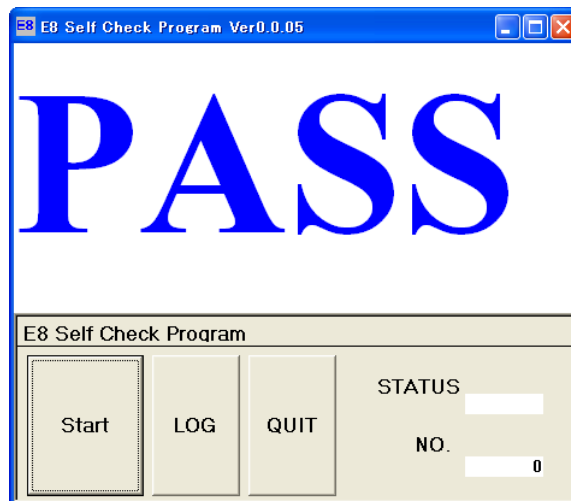 E8 E8 Self Check Program Ver0.0.05
PASS
E8 Self Check Program
Start LOG QUIT
STATUS
NO.
0